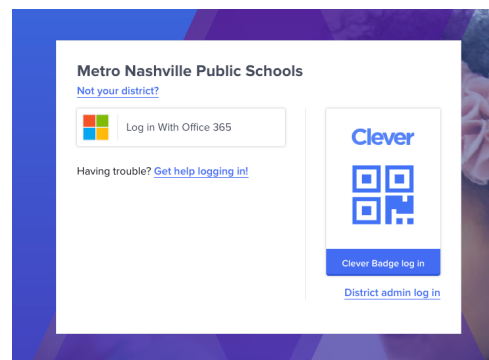 Metro Nashville Public Schools
Not your district?
Log in With Office 365
Having trouble? Get help logging in!
Clever
Clever Badge log in
District admin log in